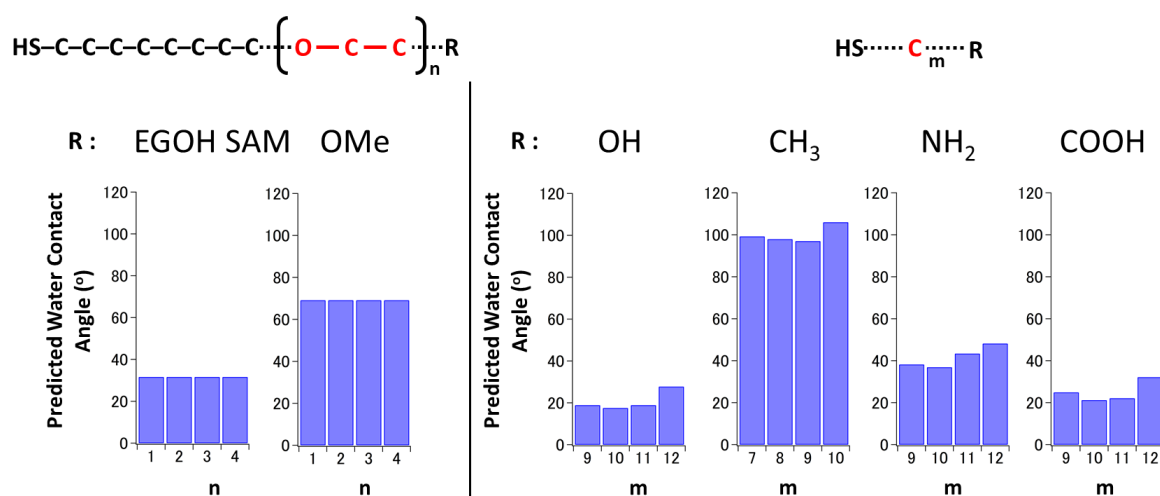 HS–C–C–C–C–C–C–C–C O–C–C R
n
HS C R
m
R : EGOH SAM OMe
R : OH CH₃ NH₂ COOH
Predicted Water Contact
Angle (º)
120
100
80
60
40
20
0
1 2 3 4
n
120
100
80
60
40
20
0
1 2 3 4
n
Predicted Water Contact
Angle (º)
120
100
80
60
40
20
0
9 10 11 12
m
120
100
80
60
40
20
0
7 8 9 10
m
120
100
80
60
40
20
0
9 10 11 12
m
120
100
80
60
40
20
0
9 10 11 12
m